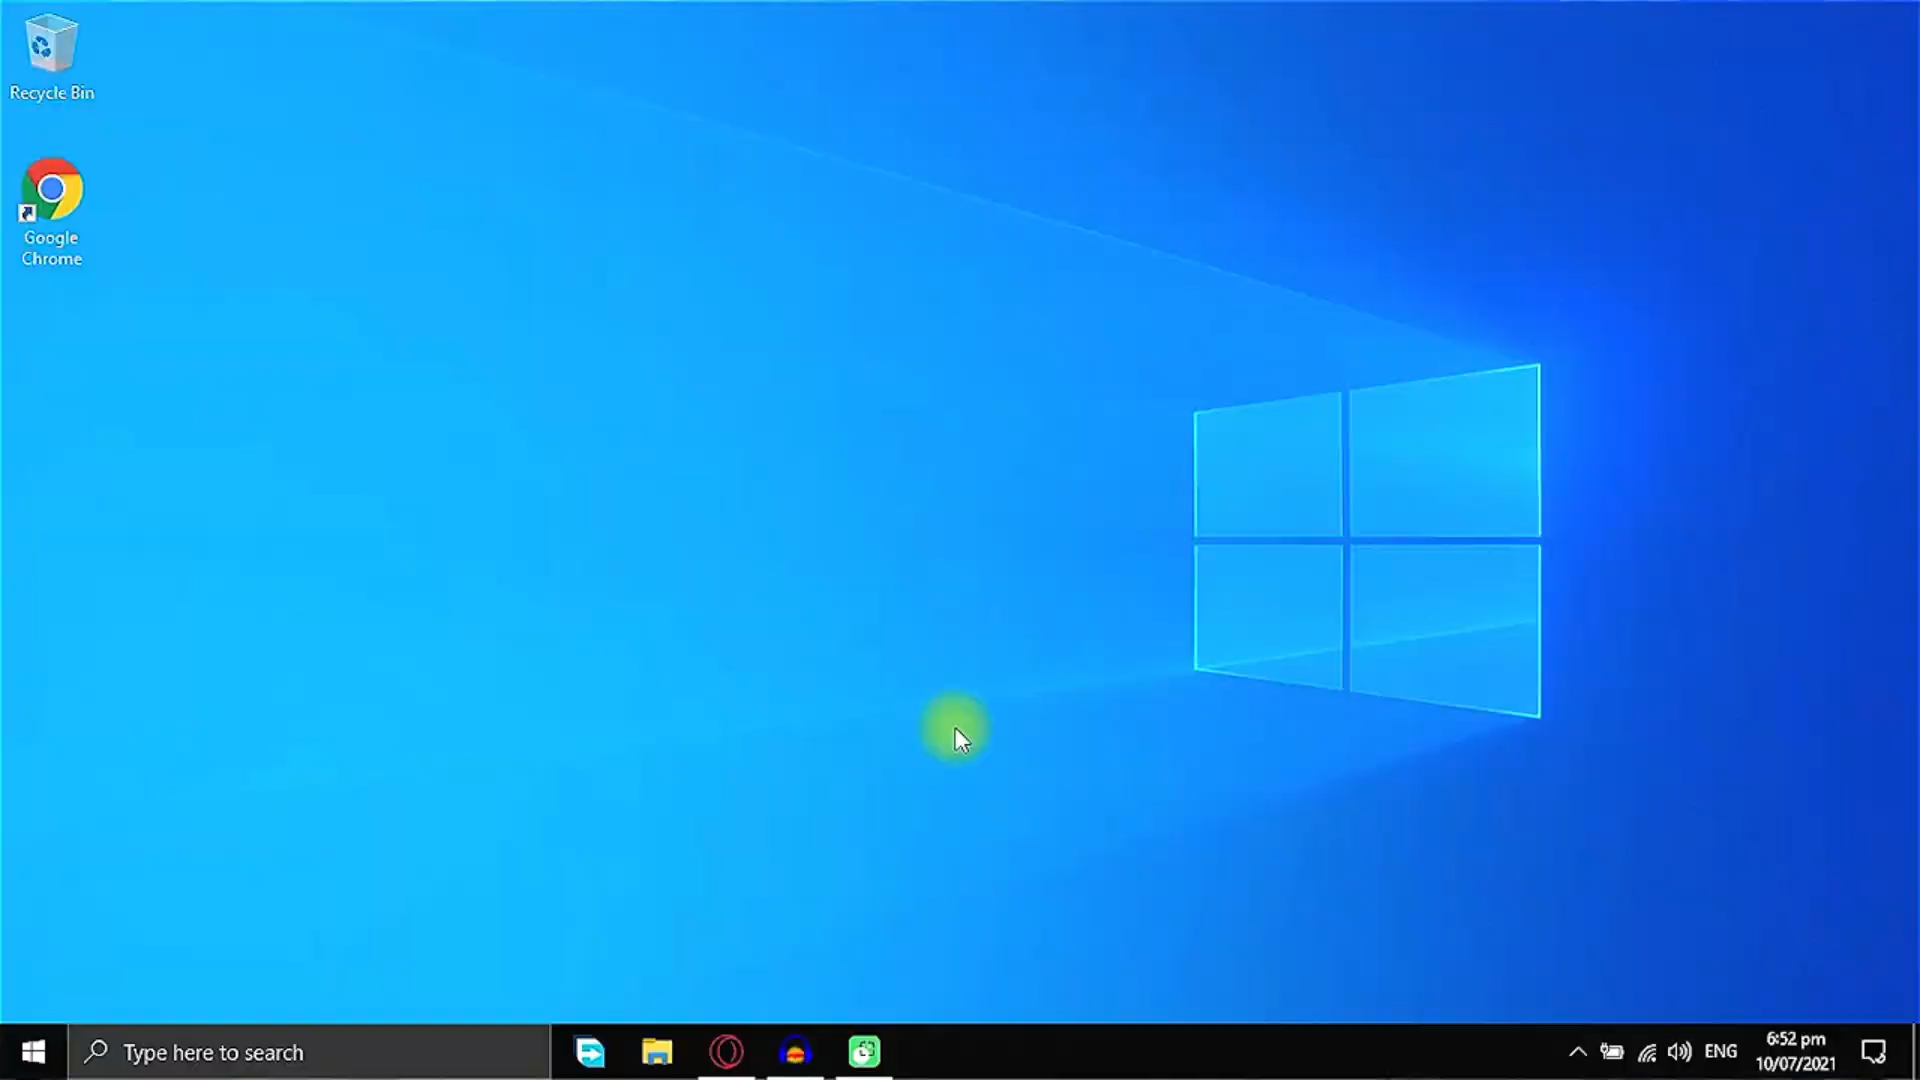 Recycle Bin
Google
Chrome
Type here to search
ENG
6:52 pm
10/07/2021